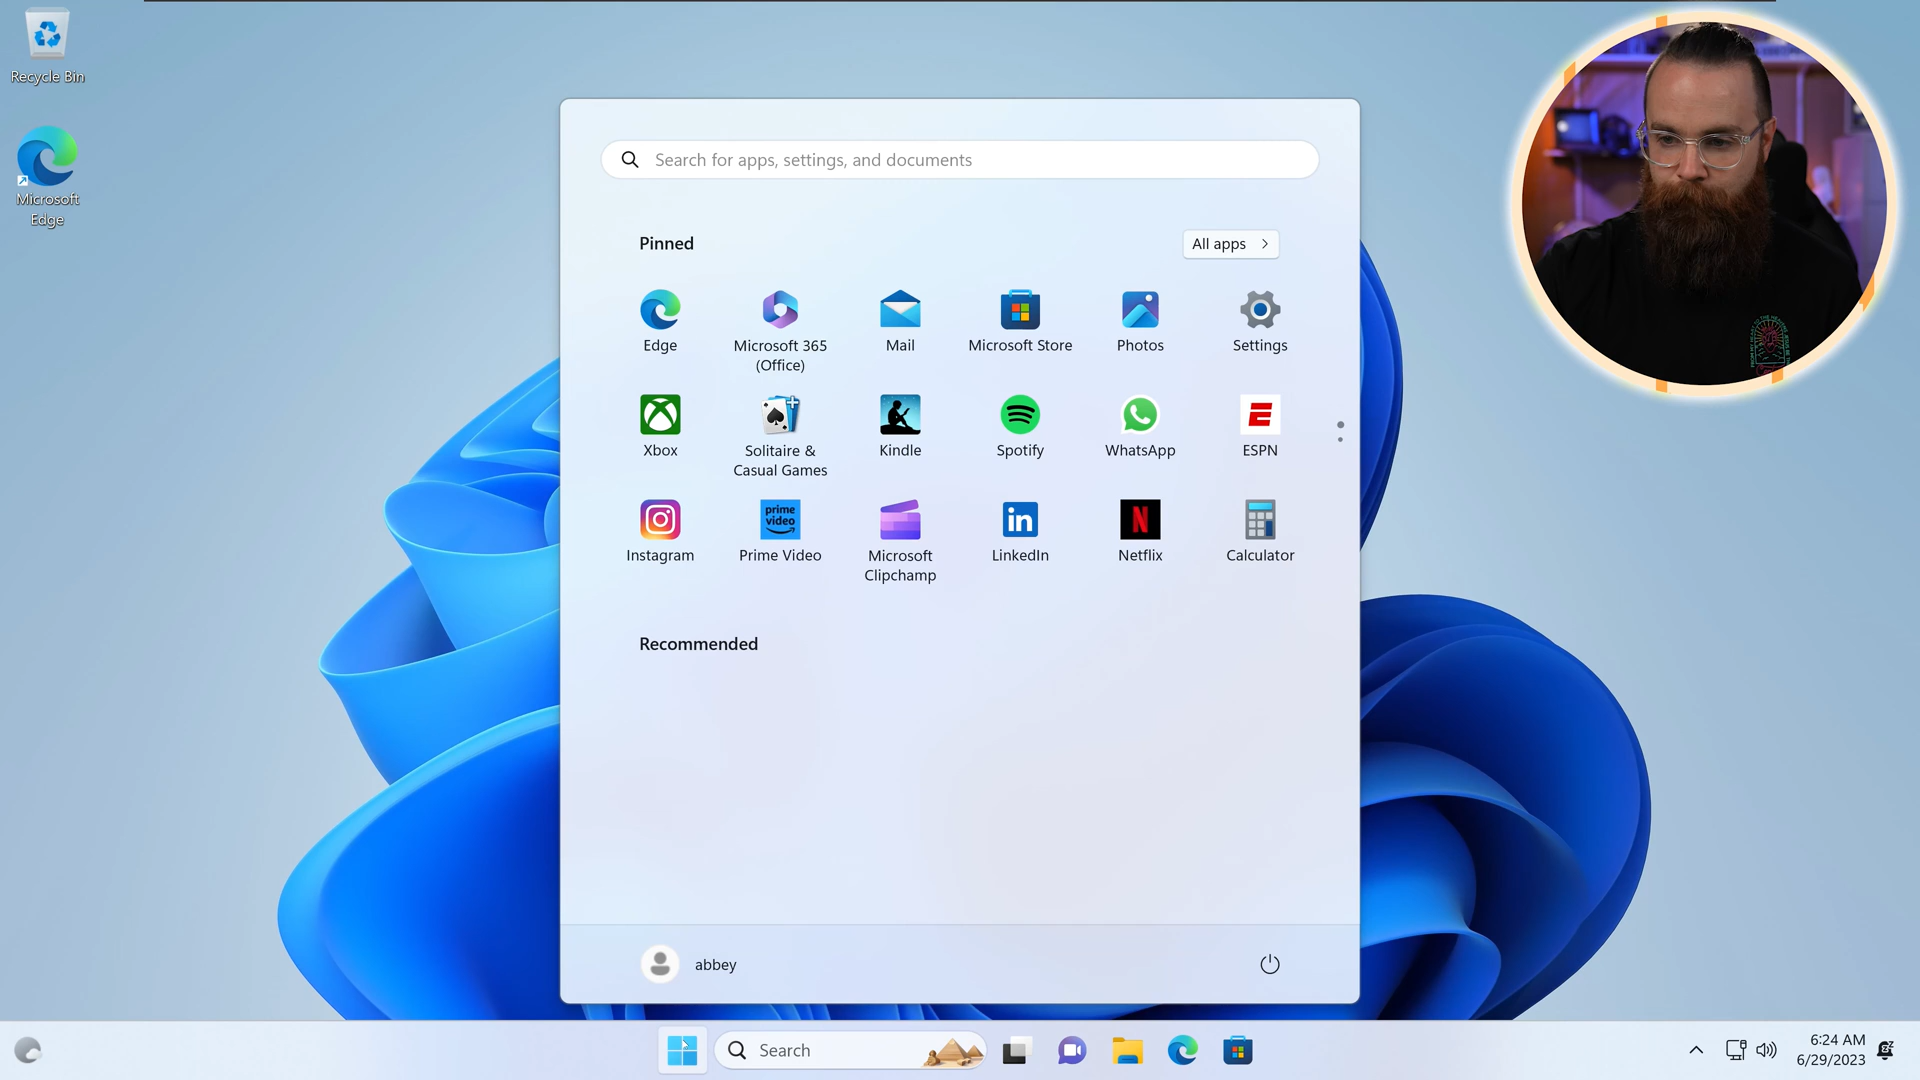 Recycle Bin
Microsoft
Edge
Search for apps, settings, and documents
Pinned
All apps
Edge
Microsoft 365
(Office)
Mail
Microsoft Store
Photos
Settings
Xbox
Solitaire &
Casual Games
Kindle
Spotify
WhatsApp
ESPN
prime
video
Instagram
Prime Video
Microsoft
Clipchamp
in
LinkedIn
N
Netflix
Calculator
Recommended
abbey
Search
6:24 AM
6/29/2023